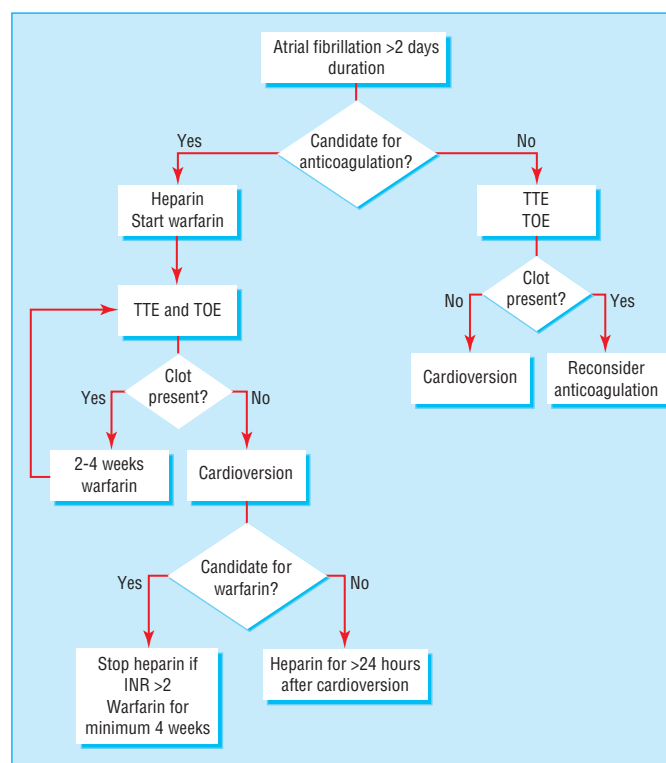 Atrial fibrillation >2 days
duration
Candidate for
anticoagulation?
Yes
No
Heparin
Start warfarin
TTE
TOE
TTE and TOE
Clot
present?
No
Yes
Cardioversion
Reconsider
anticoagulation
Clot
present?
Yes
No
2-4 weeks
warfarin
Cardioversion
Candidate for
warfarin?
Yes
No
Stop heparin if
INR >2
Warfarin for
minimum 4 weeks
Heparin for >24 hours
after cardioversion